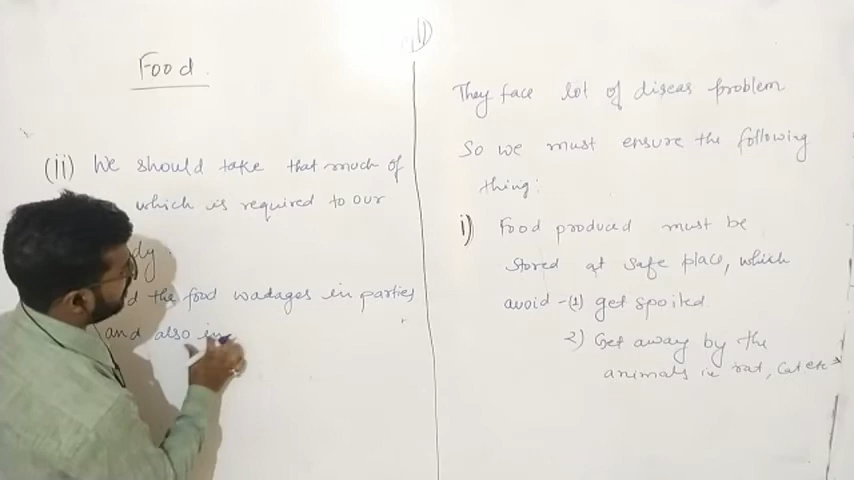 Food
(ii) We should take that much of
which is required to our
dy.
d the food wadages in parties
and also in
They face lot of diseas problem
So we must ensure the following
thing:
i) Food produced must be
stored at safe place, which
avoid -(1) get spoiled
2) Get away by the
animals ie rat, Cat etc